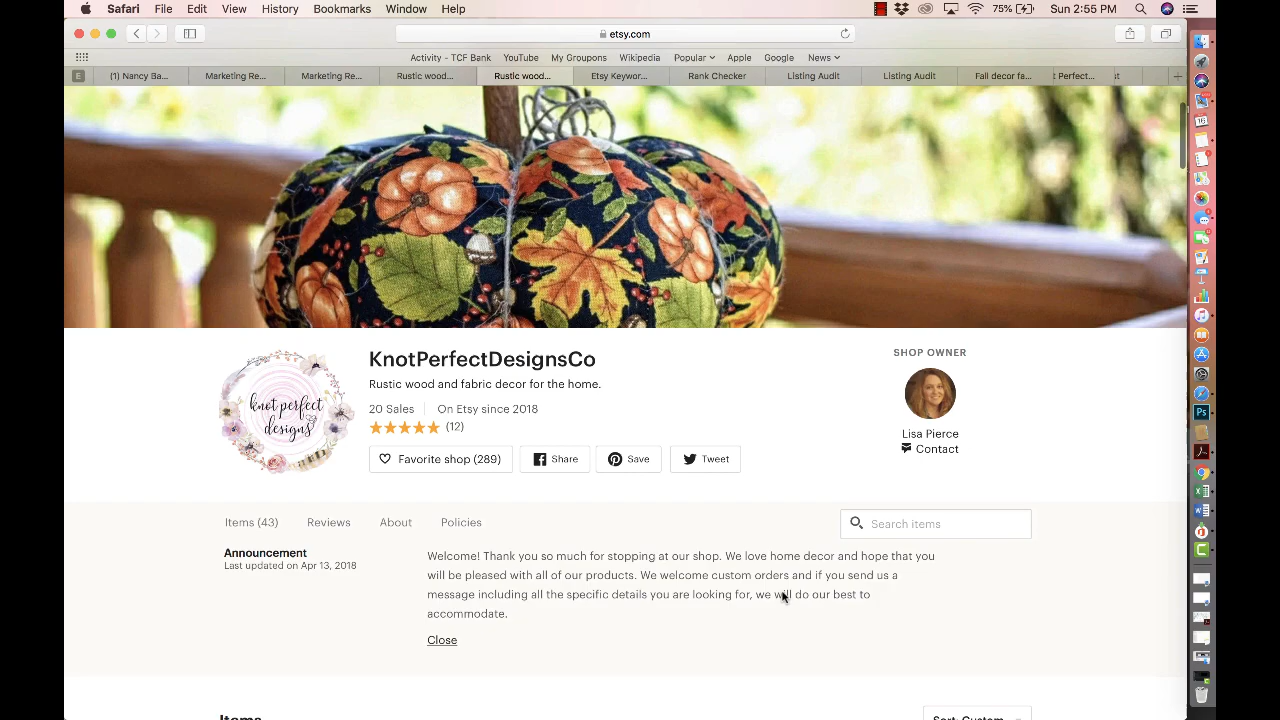 Safari File Edit View History Bookmarks Window Help 75% Sun 2:55 PM
etsy.com
Activity - TCF Bank YouTube My Groupons Wikipedia Popular Apple Google News
E (1) Nancy Ba... Marketing Re... Marketing Re... Rustic wood... Rustic wood... Etsy Keywor... Rank Checker Listing Audit Listing Audit Fall decor fa... t Perfect...
KnotPerfectDesignsCo
Rustic wood and fabric decor for the home.
20 Sales On Etsy since 2018
(12)
Favorite shop (289) Share Save Tweet
knot perfect
designs
SHOP OWNER
Lisa Pierce
Contact
Items (43) Reviews About Policies
Search items
Announcement
Last updated on Apr 13, 2018
Welcome! Thank you so much for stopping at our shop. We love home decor and hope that you
will be pleased with all of our products. We welcome custom orders and if you send us a
message including all the specific details you are looking for, we will do our best to
accommodate.
Close
Items
Sort: Custom